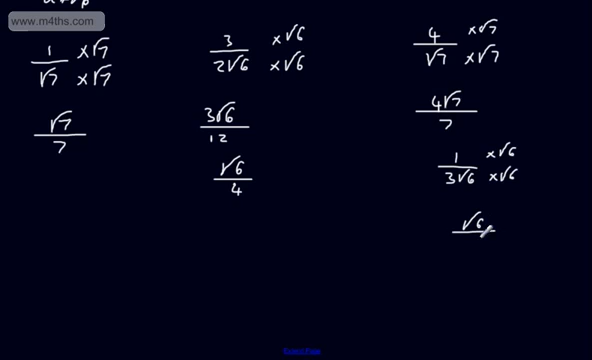 www.m4ths.com
1/√7 ×√7 ×√7
√7/7
3/2√6 ×√6 ×√6
3√6/12
√6/4
4/√7 ×√7 ×√7
4√7/7
1/3√6 ×√6 ×√6
√6